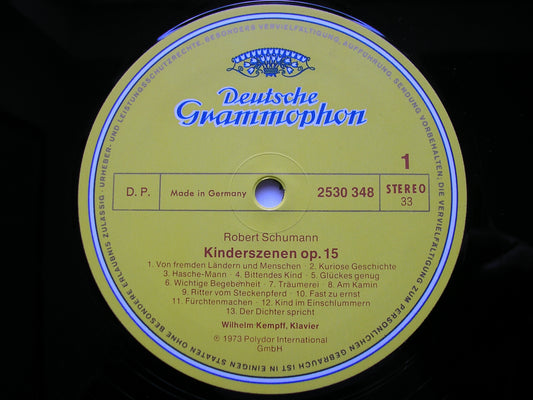 Deutsche
Grammophon
1
D. P.
Made in Germany
2530 348
STEREO
33
Robert Schumann
Kinderszenen op. 15
1. Von fremden Ländern und Menschen · 2. Kuriose Geschichte
3. Hasche-Mann · 4. Bittendes Kind · 5. Glückes genug
6. Wichtige Begebenheit · 7. Träumerei · 8. Am Kamin
9. Ritter vom Steckenpferd · 10. Fast zu ernst
11. Fürchtenmachen · 12. Kind im Einschlummern
13. Der Dichter spricht
Wilhelm Kempff, Klavier
℗ 1973 Polydor International
GmbH
URHEBER- UND LEISTUNGSSCHUTZRECHTE, BESONDERS VERVIELFÄLTIGUNG, AUFFÜHRUNG, SENDUNG VORBEHALTEN; DIE VERVIELFÄLTIGUNG ZUM PERSÖNLICHEN GEBRAUCH IST IN EINIGEN STAATEN OHNE BESONDERE ERLAUBNIS ZULÄSSIG ·